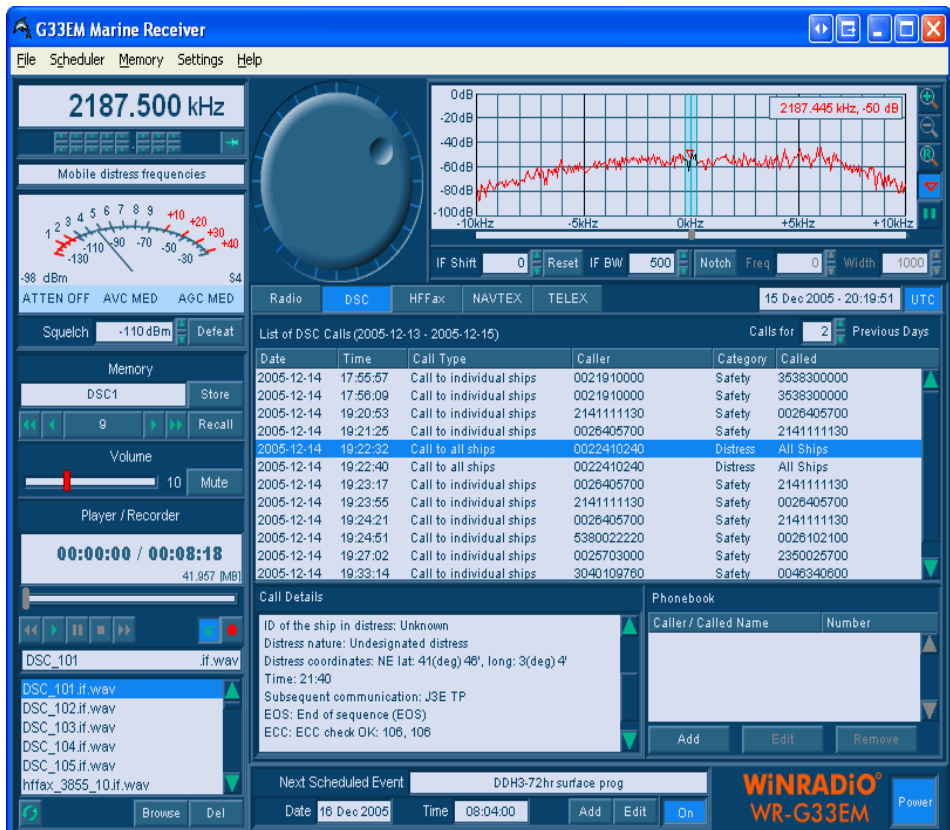 G33EM Marine Receiver
File Scheduler Memory Settings Help
2187.500 kHz
Mobile distress frequencies
1 2 3 4 5 6 7 8 9 +10 +20 +30 +40
-130 -110 -90 -70 -50 -30
-98 dBm S4
ATTEN OFF AVC MED AGC MED
Squelch -110 dBm Defeat
Memory
DSC1 Store
9 Recall
Volume
10 Mute
Player / Recorder
00:00:00 / 00:08:18
41.957 [MB]
IF
DSC_101 .if.wav
DSC_101.if.wav
DSC_102.if.wav
DSC_103.if.wav
DSC_104.if.wav
DSC_105.if.wav
hffax_3855_10.if.wav
Browse Del
0dB
-20dB
-40dB
-60dB
-80dB
-100dB
2187.445 kHz, -50 dB
-10kHz -5kHz 0kHz +5kHz +10kHz
R
IF Shift 0 Reset IF BW 500 Notch Freq 0 Width 1000
Radio DSC HFFax NAVTEX TELEX 15 Dec 2005 - 20:19:51 UTC
List of DSC Calls (2005-12-13 - 2005-12-15) Calls for 2 Previous Days
Date Time Call Type Caller Category Called
2005-12-14 17:55:57 Call to individual ships 0021910000 Safety 3538300000
2005-12-14 17:56:09 Call to individual ships 0021910000 Safety 3538300000
2005-12-14 19:20:53 Call to individual ships 2141111130 Safety 0026405700
2005-12-14 19:21:25 Call to individual ships 0026405700 Safety 2141111130
2005-12-14 19:22:32 Call to all ships 0022410240 Distress All Ships
2005-12-14 19:22:40 Call to all ships 0022410240 Distress All Ships
2005-12-14 19:23:17 Call to individual ships 0026405700 Safety 2141111130
2005-12-14 19:23:55 Call to individual ships 2141111130 Safety 0026405700
2005-12-14 19:24:21 Call to individual ships 0026405700 Safety 2141111130
2005-12-14 19:24:51 Call to individual ships 5380022220 Safety 0026102100
2005-12-14 19:27:02 Call to individual ships 0025703000 Safety 2350025700
2005-12-14 19:33:14 Call to individual ships 3040109760 Safety 0046340600
Call Details
ID of the ship in distress: Unknown
Distress nature: Undesignated distress
Distress coordinates: NE lat: 41(deg) 46', long: 3(deg) 4'
Time: 21:40
Subsequent communication: J3E TP
EOS: End of sequence (EOS)
ECC: ECC check OK: 106, 106
Phonebook
Caller / Called Name Number
Add Edit Remove
Next Scheduled Event DDH3-72hr surface prog
Date 16 Dec 2005 Time 08:04:00 Add Edit On
WiNRADiO®
WR-G33EM
Power